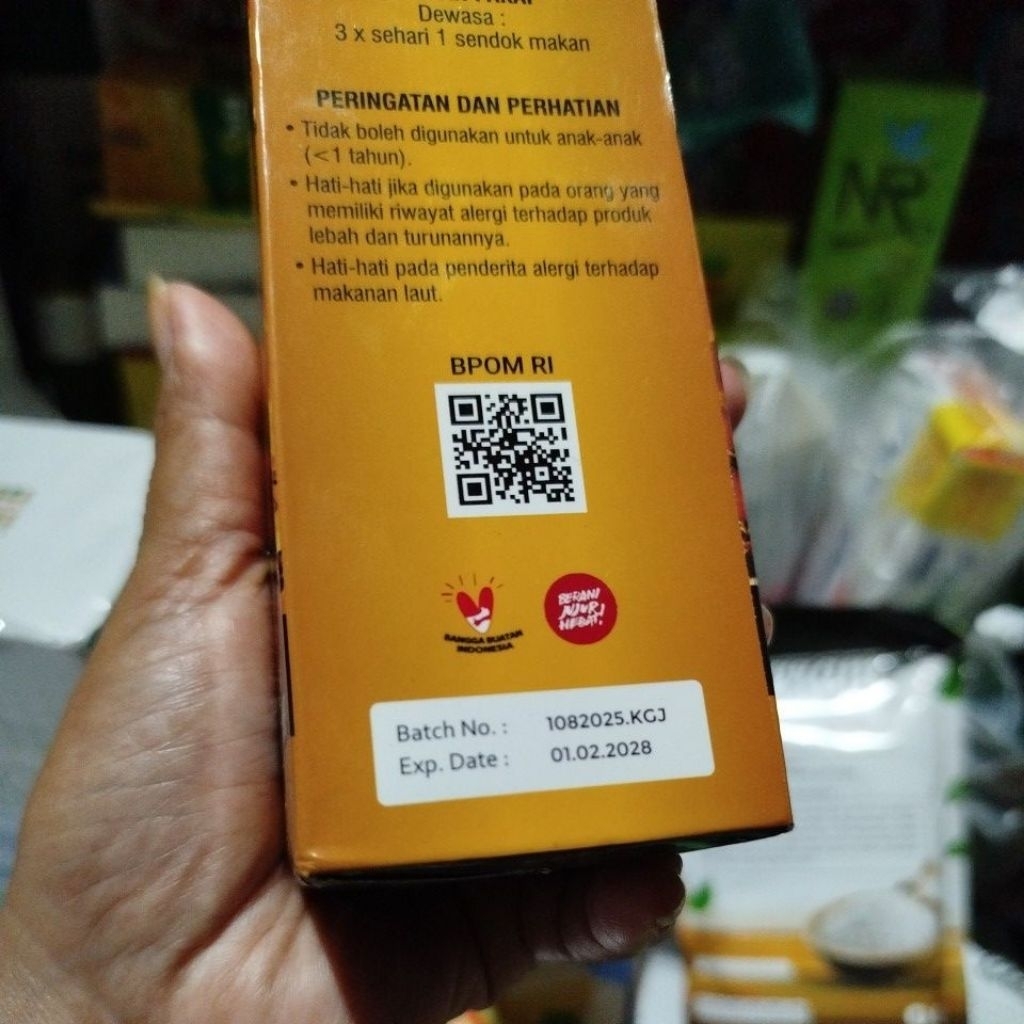 Dewasa :
3 x sehari 1 sendok makan
PERINGATAN DAN PERHATIAN
• Tidak boleh digunakan untuk anak-anak
(<1 tahun).
• Hati-hati jika digunakan pada orang yang
memiliki riwayat alergi terhadap produk
lebah dan turunannya.
• Hati-hati pada penderita alergi terhadap
makanan laut.
BPOM RI
BANGGA BUATAN
INDONESIA
BERANI
JUJUR!
HEBAT!
Batch No. : 1082025.KGJ
Exp. Date : 01.02.2028
NR